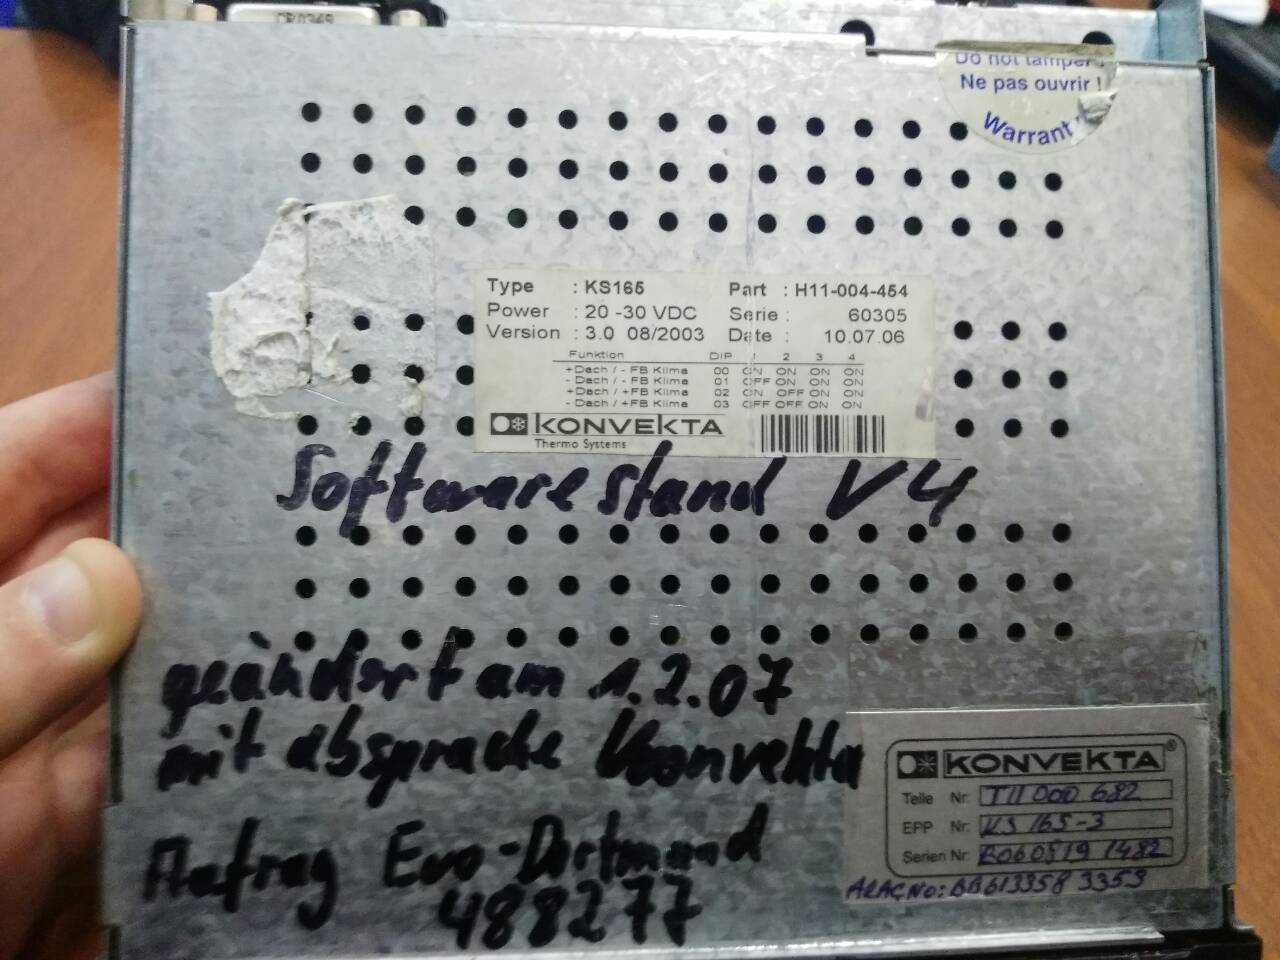 Do not tamper !
Ne pas ouvrir !
Type : KS165 Part : H11-004-454
Power : 20 -30 VDC Serie : 60305
Version : 3.0 08/2003 Date : 10.07.06
Funktion DIP 1 2 3 4
+Dach / - FB Klima 00 ON ON ON ON
- Dach / - FB Klima 01 OFF ON ON ON
+Dach / +FB Klima 02 ON OFF ON ON
- Dach / +FB Klima 03 OFF OFF ON ON
KONVEKTA
Thermo Systems
Softwarestand V4
geändert am 1.2.07
mit absprache Konvekta
Auftrag Evo-Dortmund
488277
KONVEKTA®
Teile Nr. T11 000 682
EPP Nr. KS 165-3
Serien Nr.
ARAÇ NO: BB613358 3353